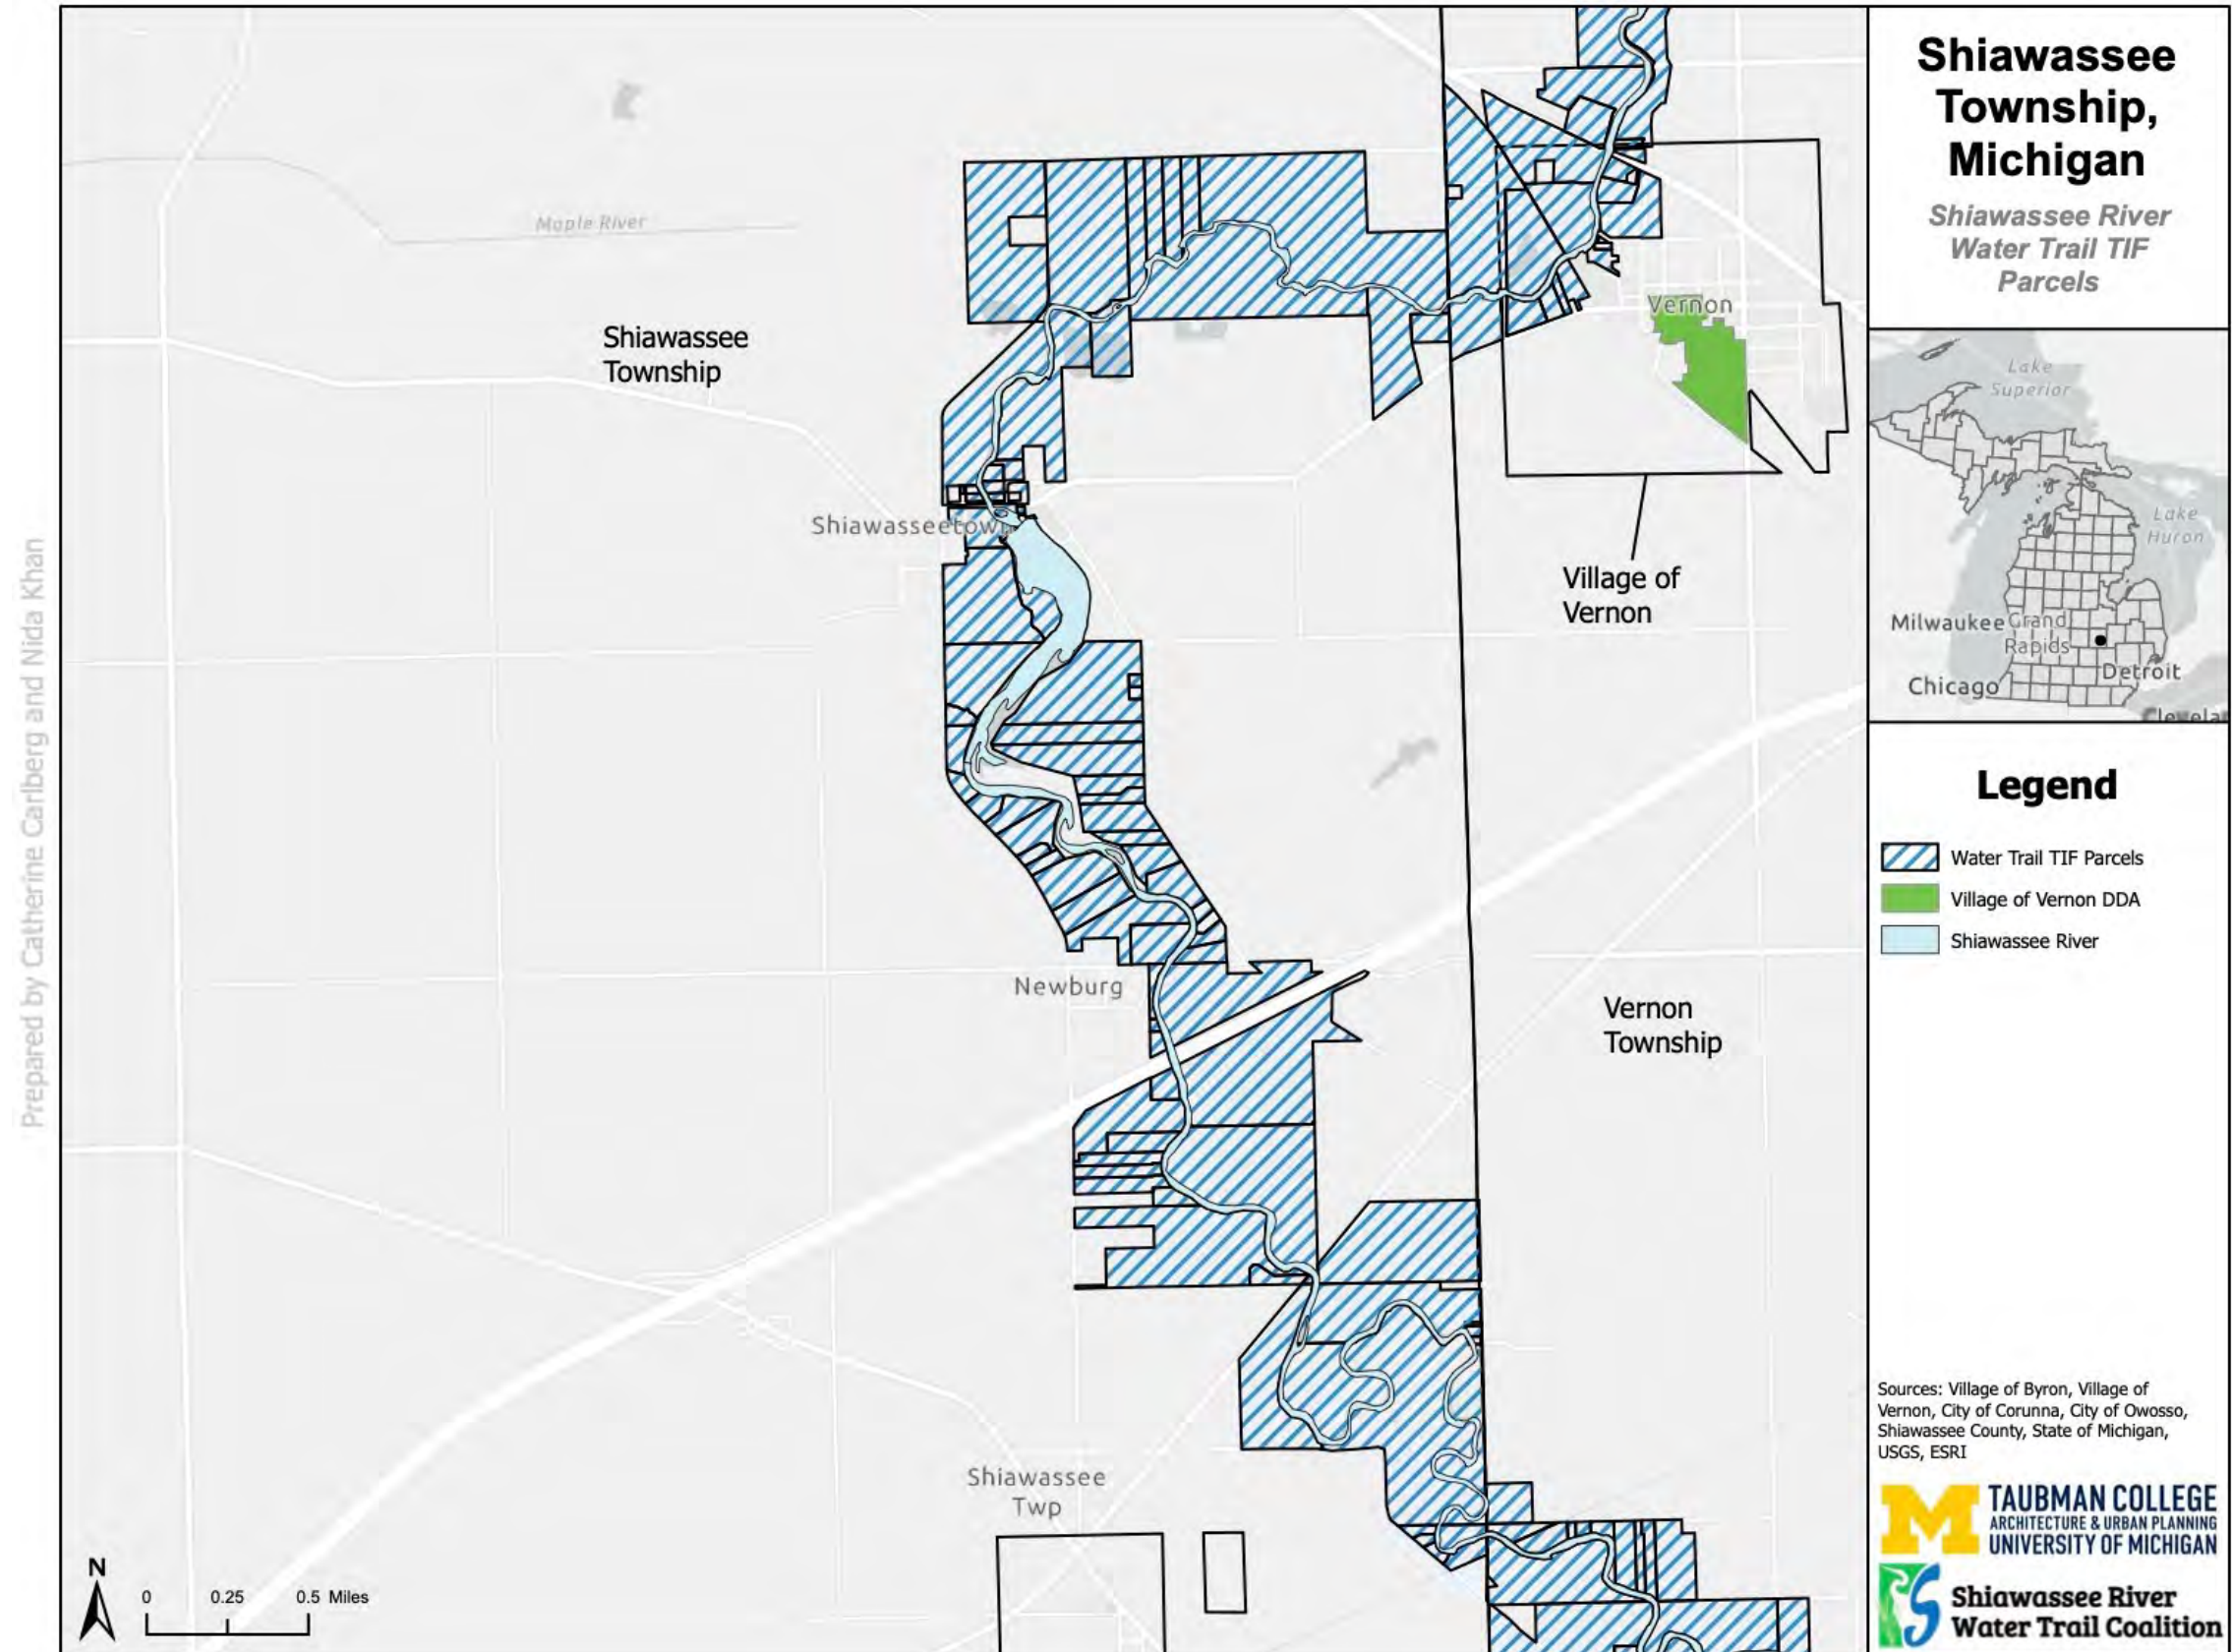 Shiawassee
Township,
Michigan
Shiawassee River
Water Trail TIF
Parcels
Maple River
Shiawassee
Township
Vernon
Shiawasseetown
Village of
Vernon
Newburg
Vernon
Township
Shiawassee
Twp
N
0 0.25 0.5 Miles
Prepared by Catherine Carlberg and Nida Khan
Lake
Superior
Lake
Huron
Milwaukee
Grand
Rapids
Detroit
Chicago
Clevela
Legend
Water Trail TIF Parcels
Village of Vernon DDA
Shiawassee River
Sources: Village of Byron, Village of
Vernon, City of Corunna, City of Owosso,
Shiawassee County, State of Michigan,
USGS, ESRI
M
TAUBMAN COLLEGE
ARCHITECTURE & URBAN PLANNING
UNIVERSITY OF MICHIGAN
Shiawassee River
Water Trail Coalition